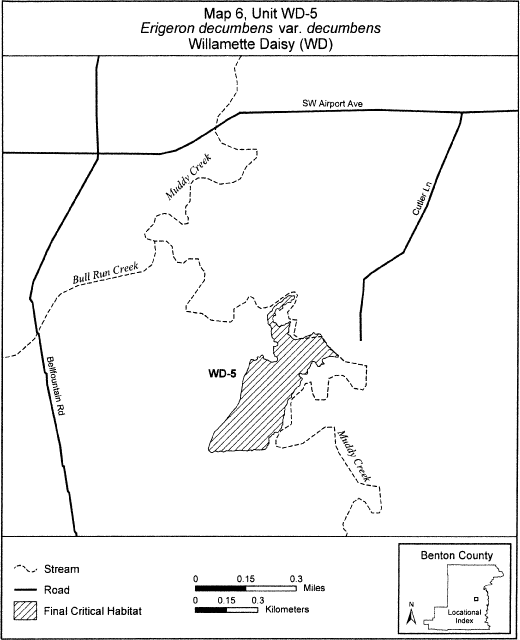 Map 6, Unit WD-5
Erigeron decumbens var. decumbens
Willamette Daisy (WD)
SW Airport Ave
Muddy Creek
Cutler Ln
Bull Run Creek
WD-5
Bellfountain Rd
Muddy Creek
Stream
Road
Final Critical Habitat
0 0.15 0.3
Miles
0 0.15 0.3
Kilometers
Benton County
N
Locational
Index